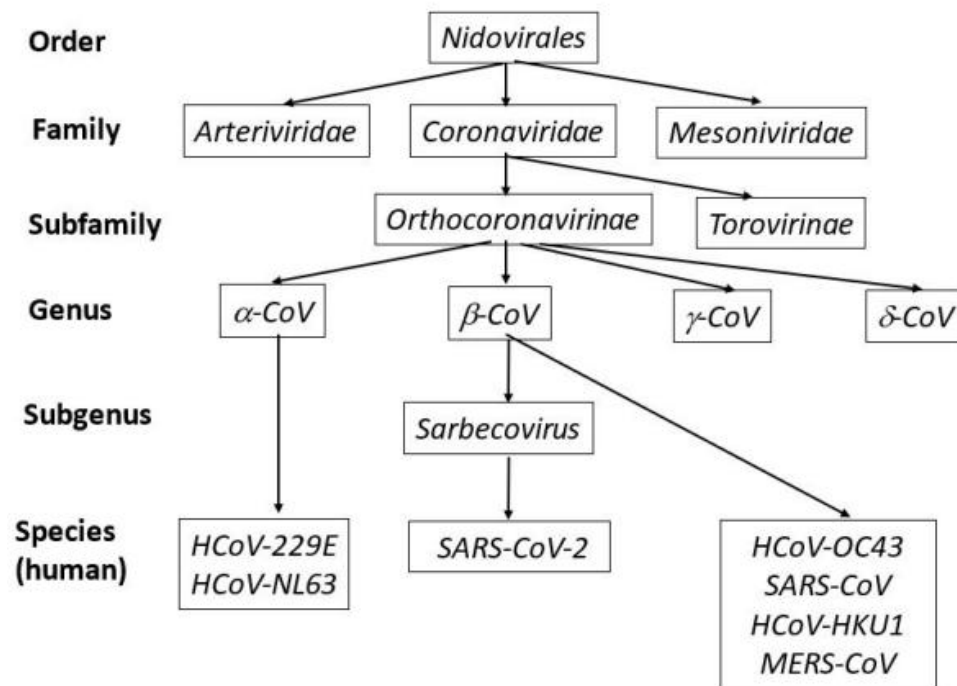 Order
Nidovirales
Family
Arteriviridae
Coronaviridae
Mesoniviridae
Subfamily
Orthocoronavirinae
Torovirinae
Genus
α-CoV
β-CoV
γ-CoV
δ-CoV
Subgenus
Sarbecovirus
Species
(human)
HCoV-229E
HCoV-NL63
SARS-CoV-2
HCoV-OC43
SARS-CoV
HCoV-HKU1
MERS-CoV